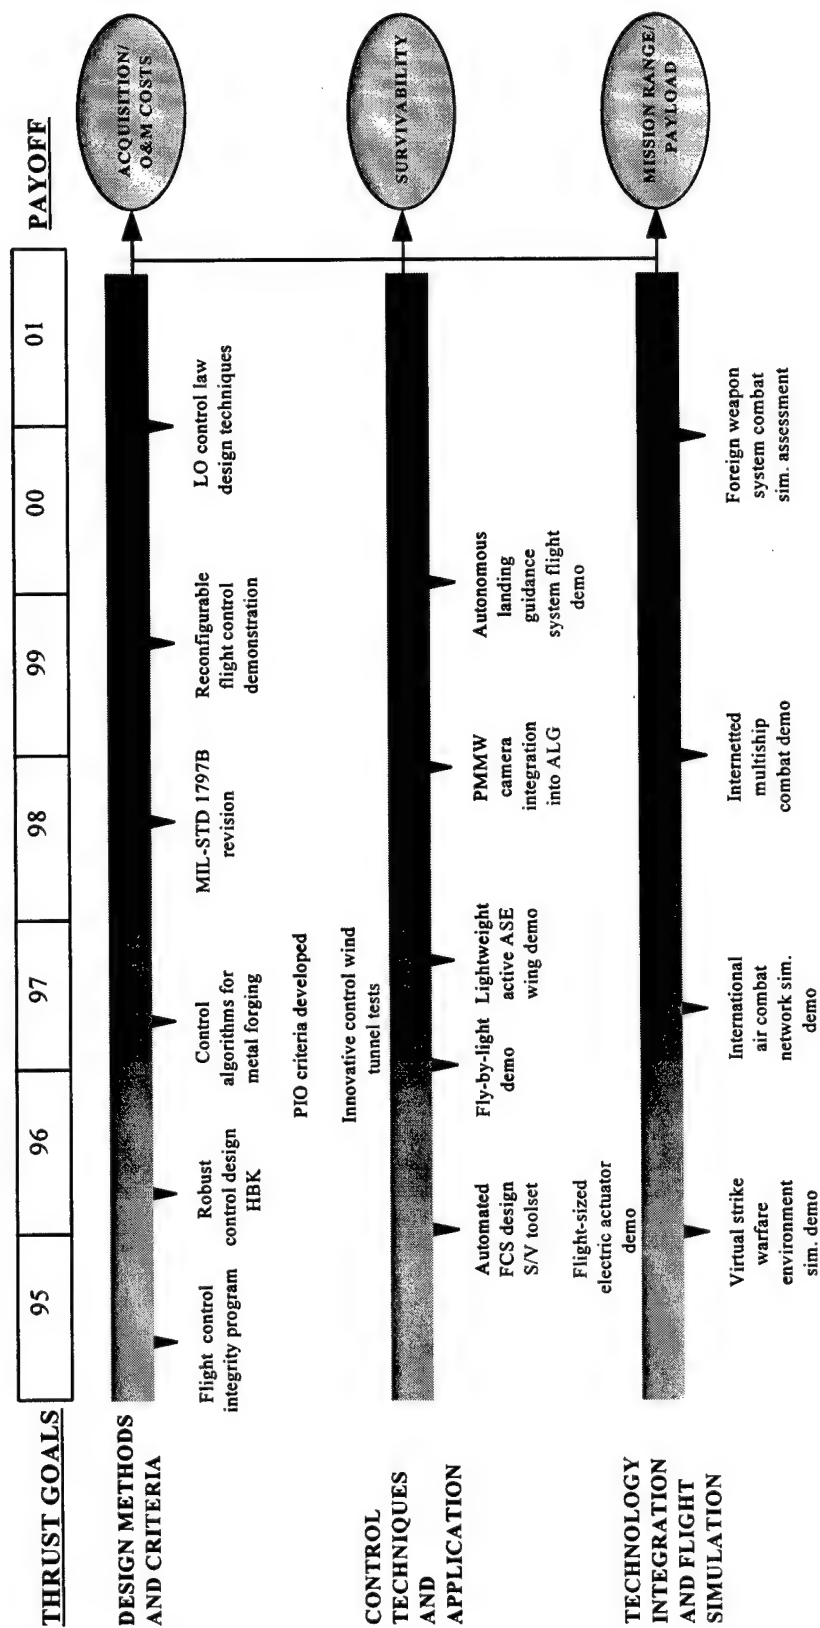 THRUST GOALS
95
96
97
98
99
00
01
PAYOFF
DESIGN METHODS
AND CRITERIA
Flight control
integrity program
Robust
control design
HBK
Control
algorithms for
metal forging
PIO criteria developed
MIL-STD 1797B
revision
Reconfigurable
flight control
demonstration
LO control law
design techniques
ACQUISITION/
O&M COSTS
CONTROL
TECHNIQUES
AND
APPLICATION
Innovative control wind
tunnel tests
Automated
FCS design
S/V toolset
Fly-by-light
demo
Lightweight
active ASE
wing demo
PMMW
camera
integration
into ALG
Autonomous
landing
guidance
system flight
demo
Flight-sized
electric actuator
demo
SURVIVABILITY
TECHNOLOGY
INTEGRATION
AND FLIGHT
SIMULATION
Virtual strike
warfare
environment
sim. demo
International
air combat
network sim.
demo
Internetted
multiship
combat demo
Foreign weapon
system combat
sim. assessment
MISSION RANGE/
PAYLOAD